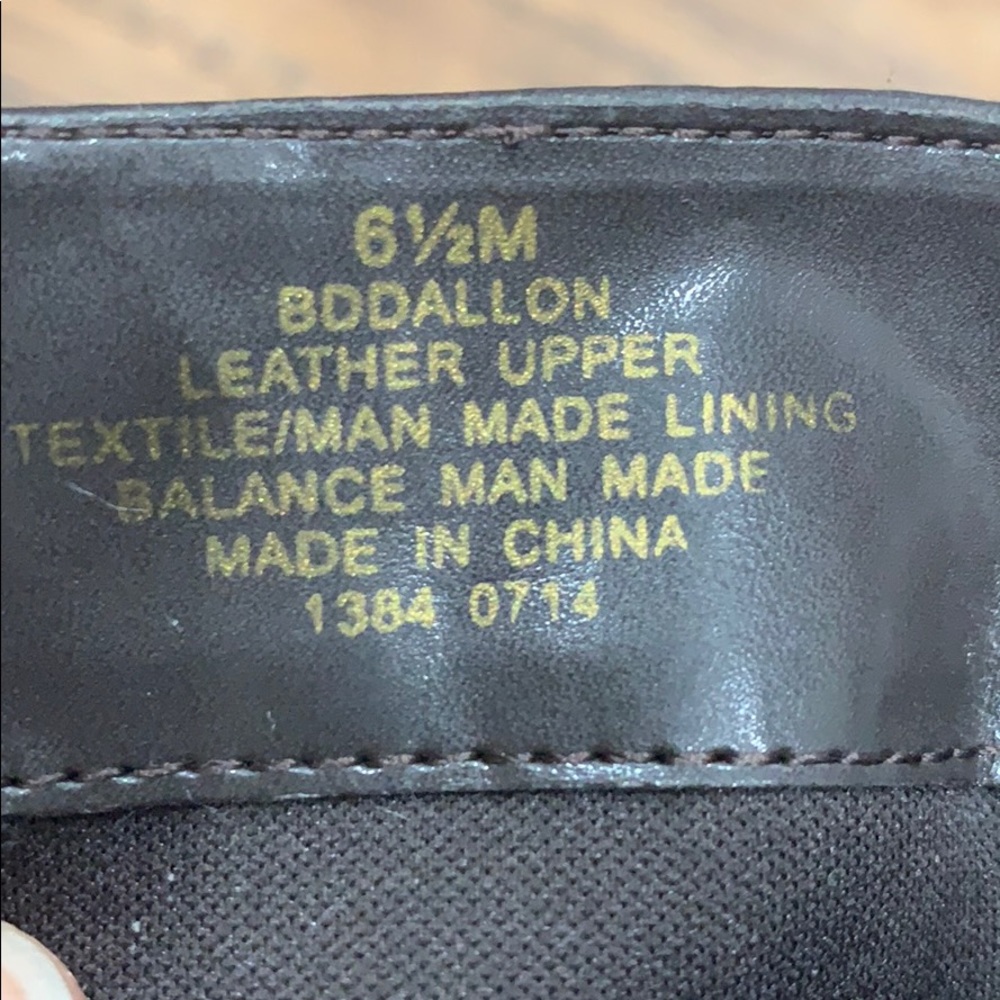 6½M
BDDALLON
LEATHER UPPER
TEXTILE/MAN MADE LINING
BALANCE MAN MADE
MADE IN CHINA
1384 0714